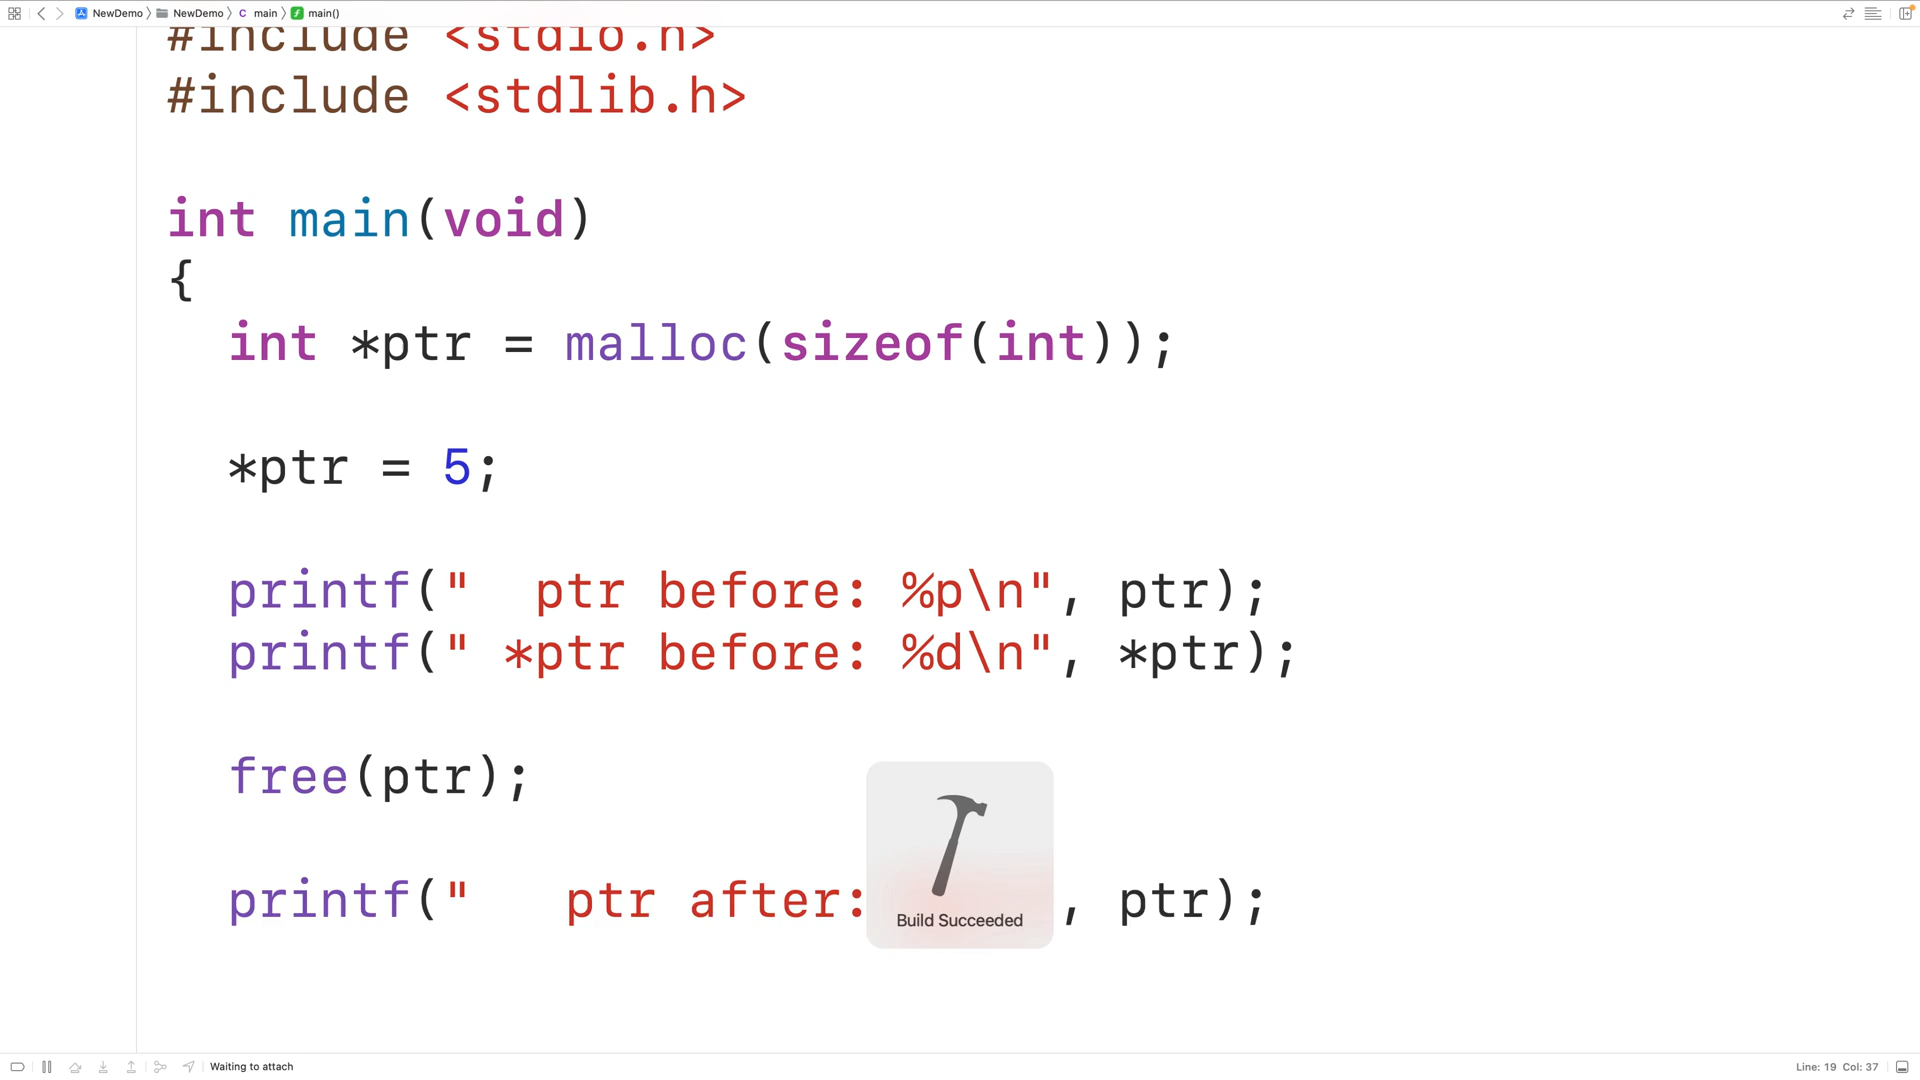 NewDemo NewDemo C main f main()
#include <stdio.h>
#include <stdlib.h>
int main(void)
{
int *ptr = malloc(sizeof(int));
*ptr = 5;
printf("  ptr before: %p\n", ptr);
printf(" *ptr before: %d\n", *ptr);
free(ptr);
printf("   ptr after: , ptr);
Build Succeeded
Waiting to attach
Line: 19 Col: 37